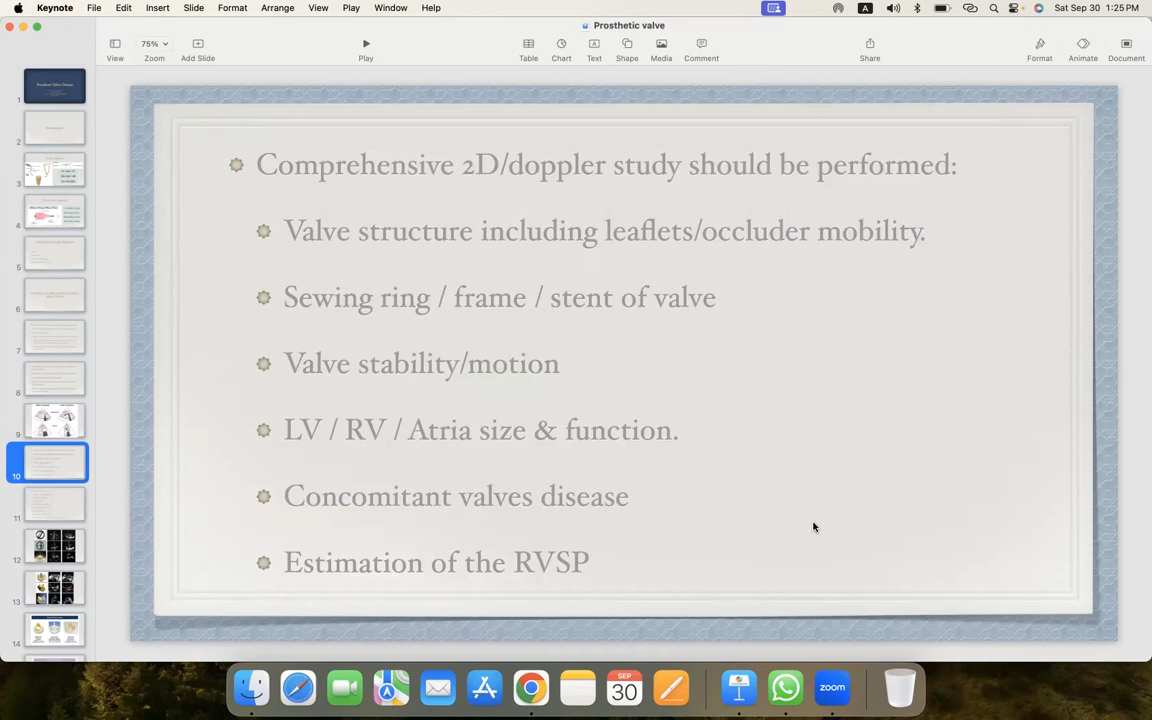 Keynote File Edit Insert Slide Format Arrange View Play Window Help A Sat Sep 30 1:25 PM
Prosthetic valve
75%
View Zoom Add Slide Play Table Chart Text Shape Media Comment Share Format Animate Document
1
2
3
4
5
6
7
8
9
10
11
12
13
14
Comprehensive 2D/doppler study should be performed:
Valve structure including leaflets/occluder mobility.
Sewing ring / frame / stent of valve
Valve stability/motion
LV / RV / Atria size & function.
Concomitant valves disease
Estimation of the RVSP
SEP
30
zoom